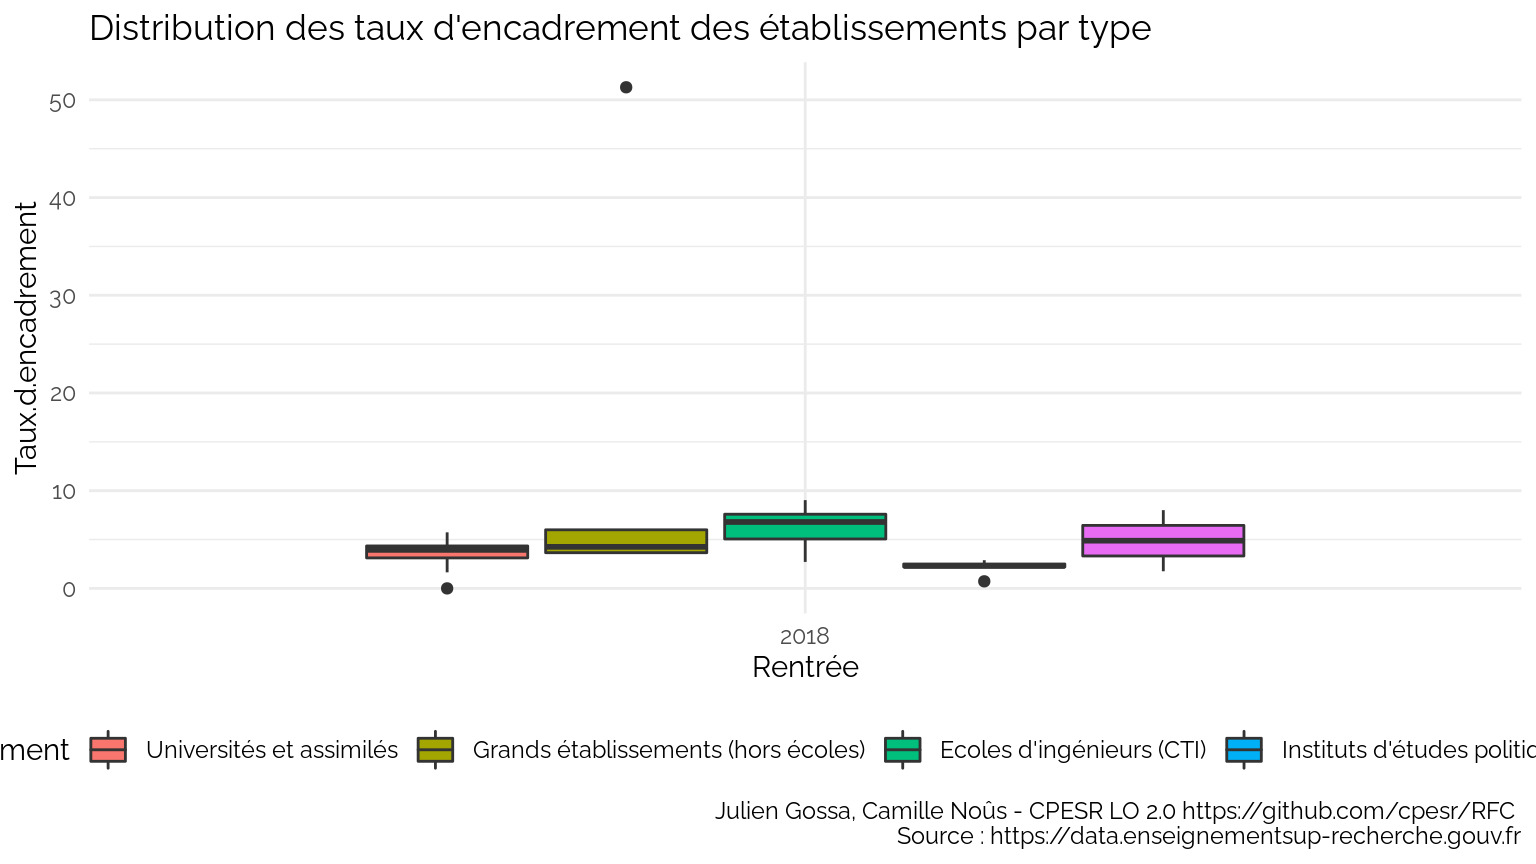 Distribution des taux d'encadrement des établissements par type
50
40
30
20
10
0
Taux.d.encadrement
2018
Rentrée
ment Universités et assimilés Grands établissements (hors écoles) Ecoles d'ingénieurs (CTI) Instituts d'études politiq
Julien Gossa, Camille Noûs - CPESR LO 2.0 https://github.com/cpesr/RFC
Source : https://data.enseignementsup-recherche.gouv.fr